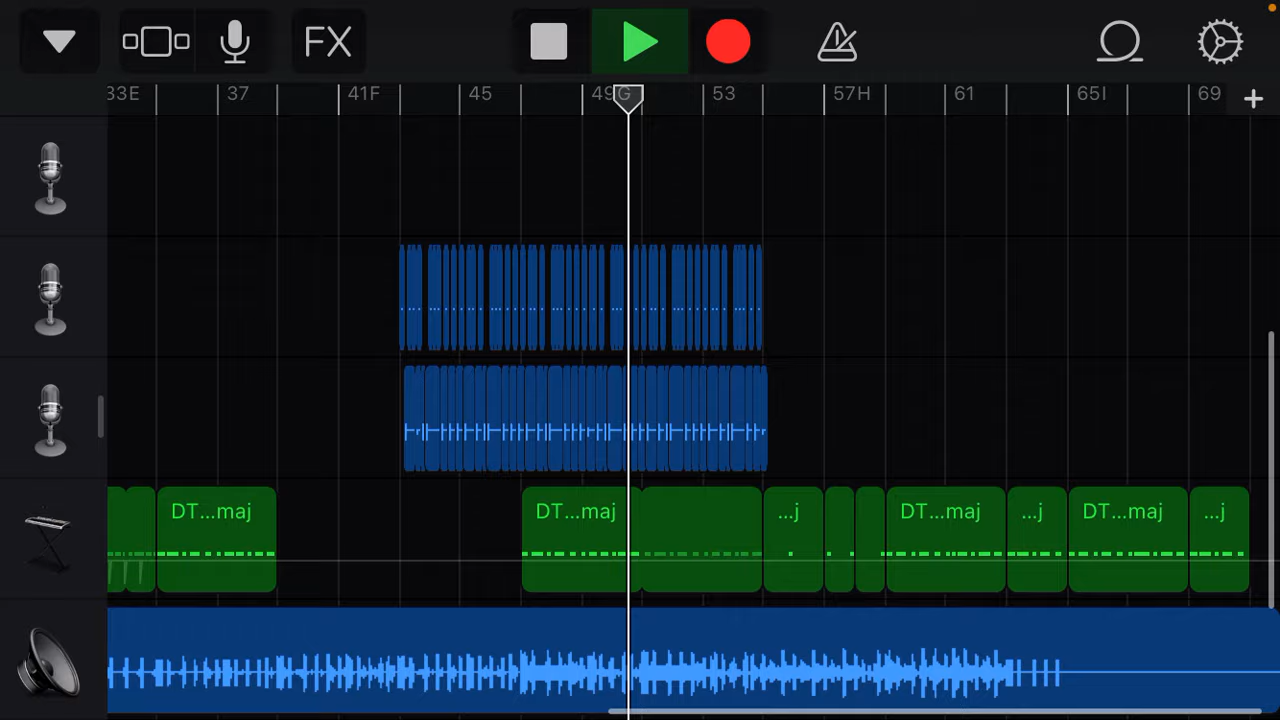 FX
33E 37 41F 45 49G 53 57H 61 65I 69
DT...maj DT...maj ...j DT...maj ...j DT...maj ...j